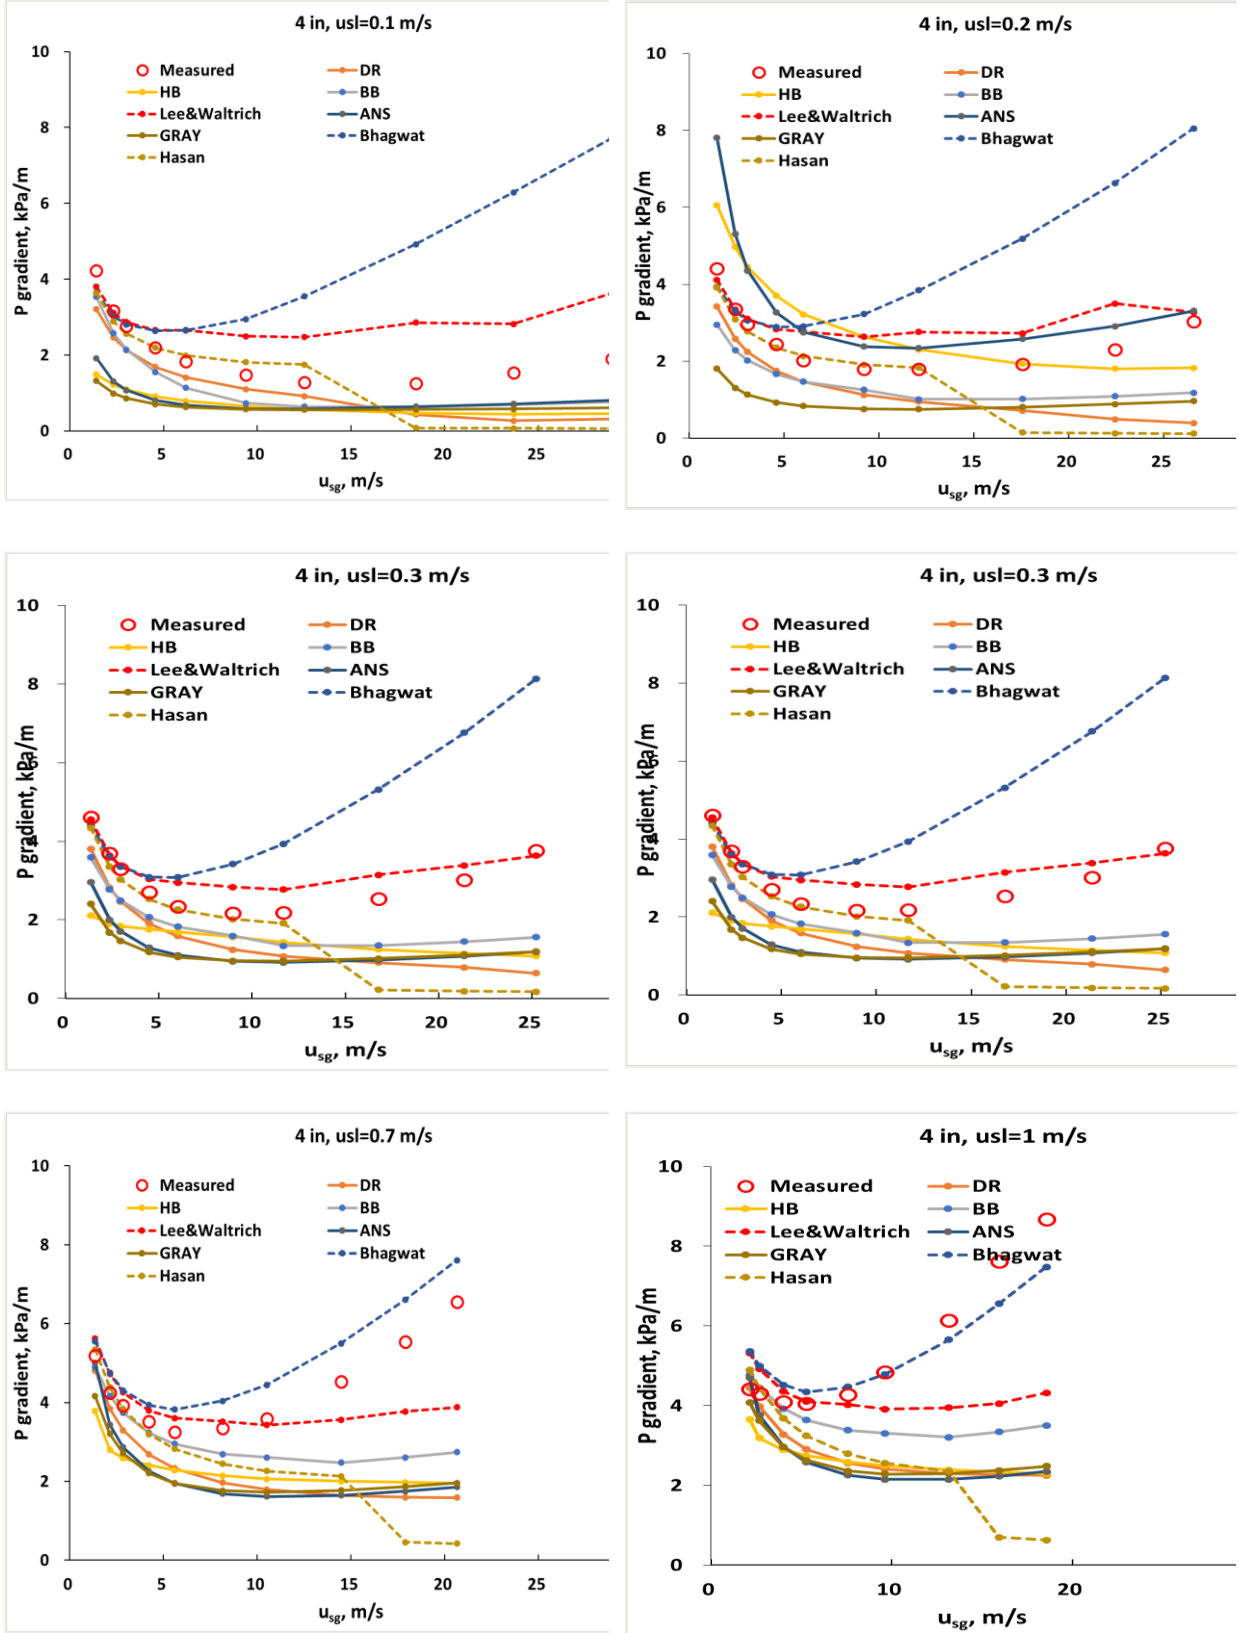 4 in, usl=0.1 m/s
10
8
6
4
2
0
P gradient, kPa/m
Measured
DR
HB
BB
Lee&Waltrich
ANS
GRAY
Bhagwat
Hasan
0 5 10 15 20 25
usg, m/s
4 in, usl=0.2 m/s
10
8
6
4
2
0
P gradient, kPa/m
Measured
DR
HB
BB
Lee&Waltrich
ANS
GRAY
Bhagwat
Hasan
0 5 10 15 20 25
usg, m/s
4 in, usl=0.3 m/s
10
8
6
4
2
0
P gradient, kPa/m
Measured
DR
HB
BB
Lee&Waltrich
ANS
GRAY
Bhagwat
Hasan
0 5 10 15 20 25
usg, m/s
4 in, usl=0.3 m/s
10
8
6
4
2
0
P gradient, kPa/m
Measured
DR
HB
BB
Lee&Waltrich
ANS
GRAY
Bhagwat
Hasan
0 5 10 15 20 25
usg, m/s
4 in, usl=0.7 m/s
10
8
6
4
2
0
P gradient, kPa/m
Measured
DR
HB
BB
Lee&Waltrich
ANS
GRAY
Bhagwat
Hasan
0 5 10 15 20 25
usg, m/s
4 in, usl=1 m/s
10
8
6
4
2
0
P gradient, kPa/m
Measured
DR
HB
BB
Lee&Waltrich
ANS
GRAY
Bhagwat
Hasan
0 10 20
usg, m/s